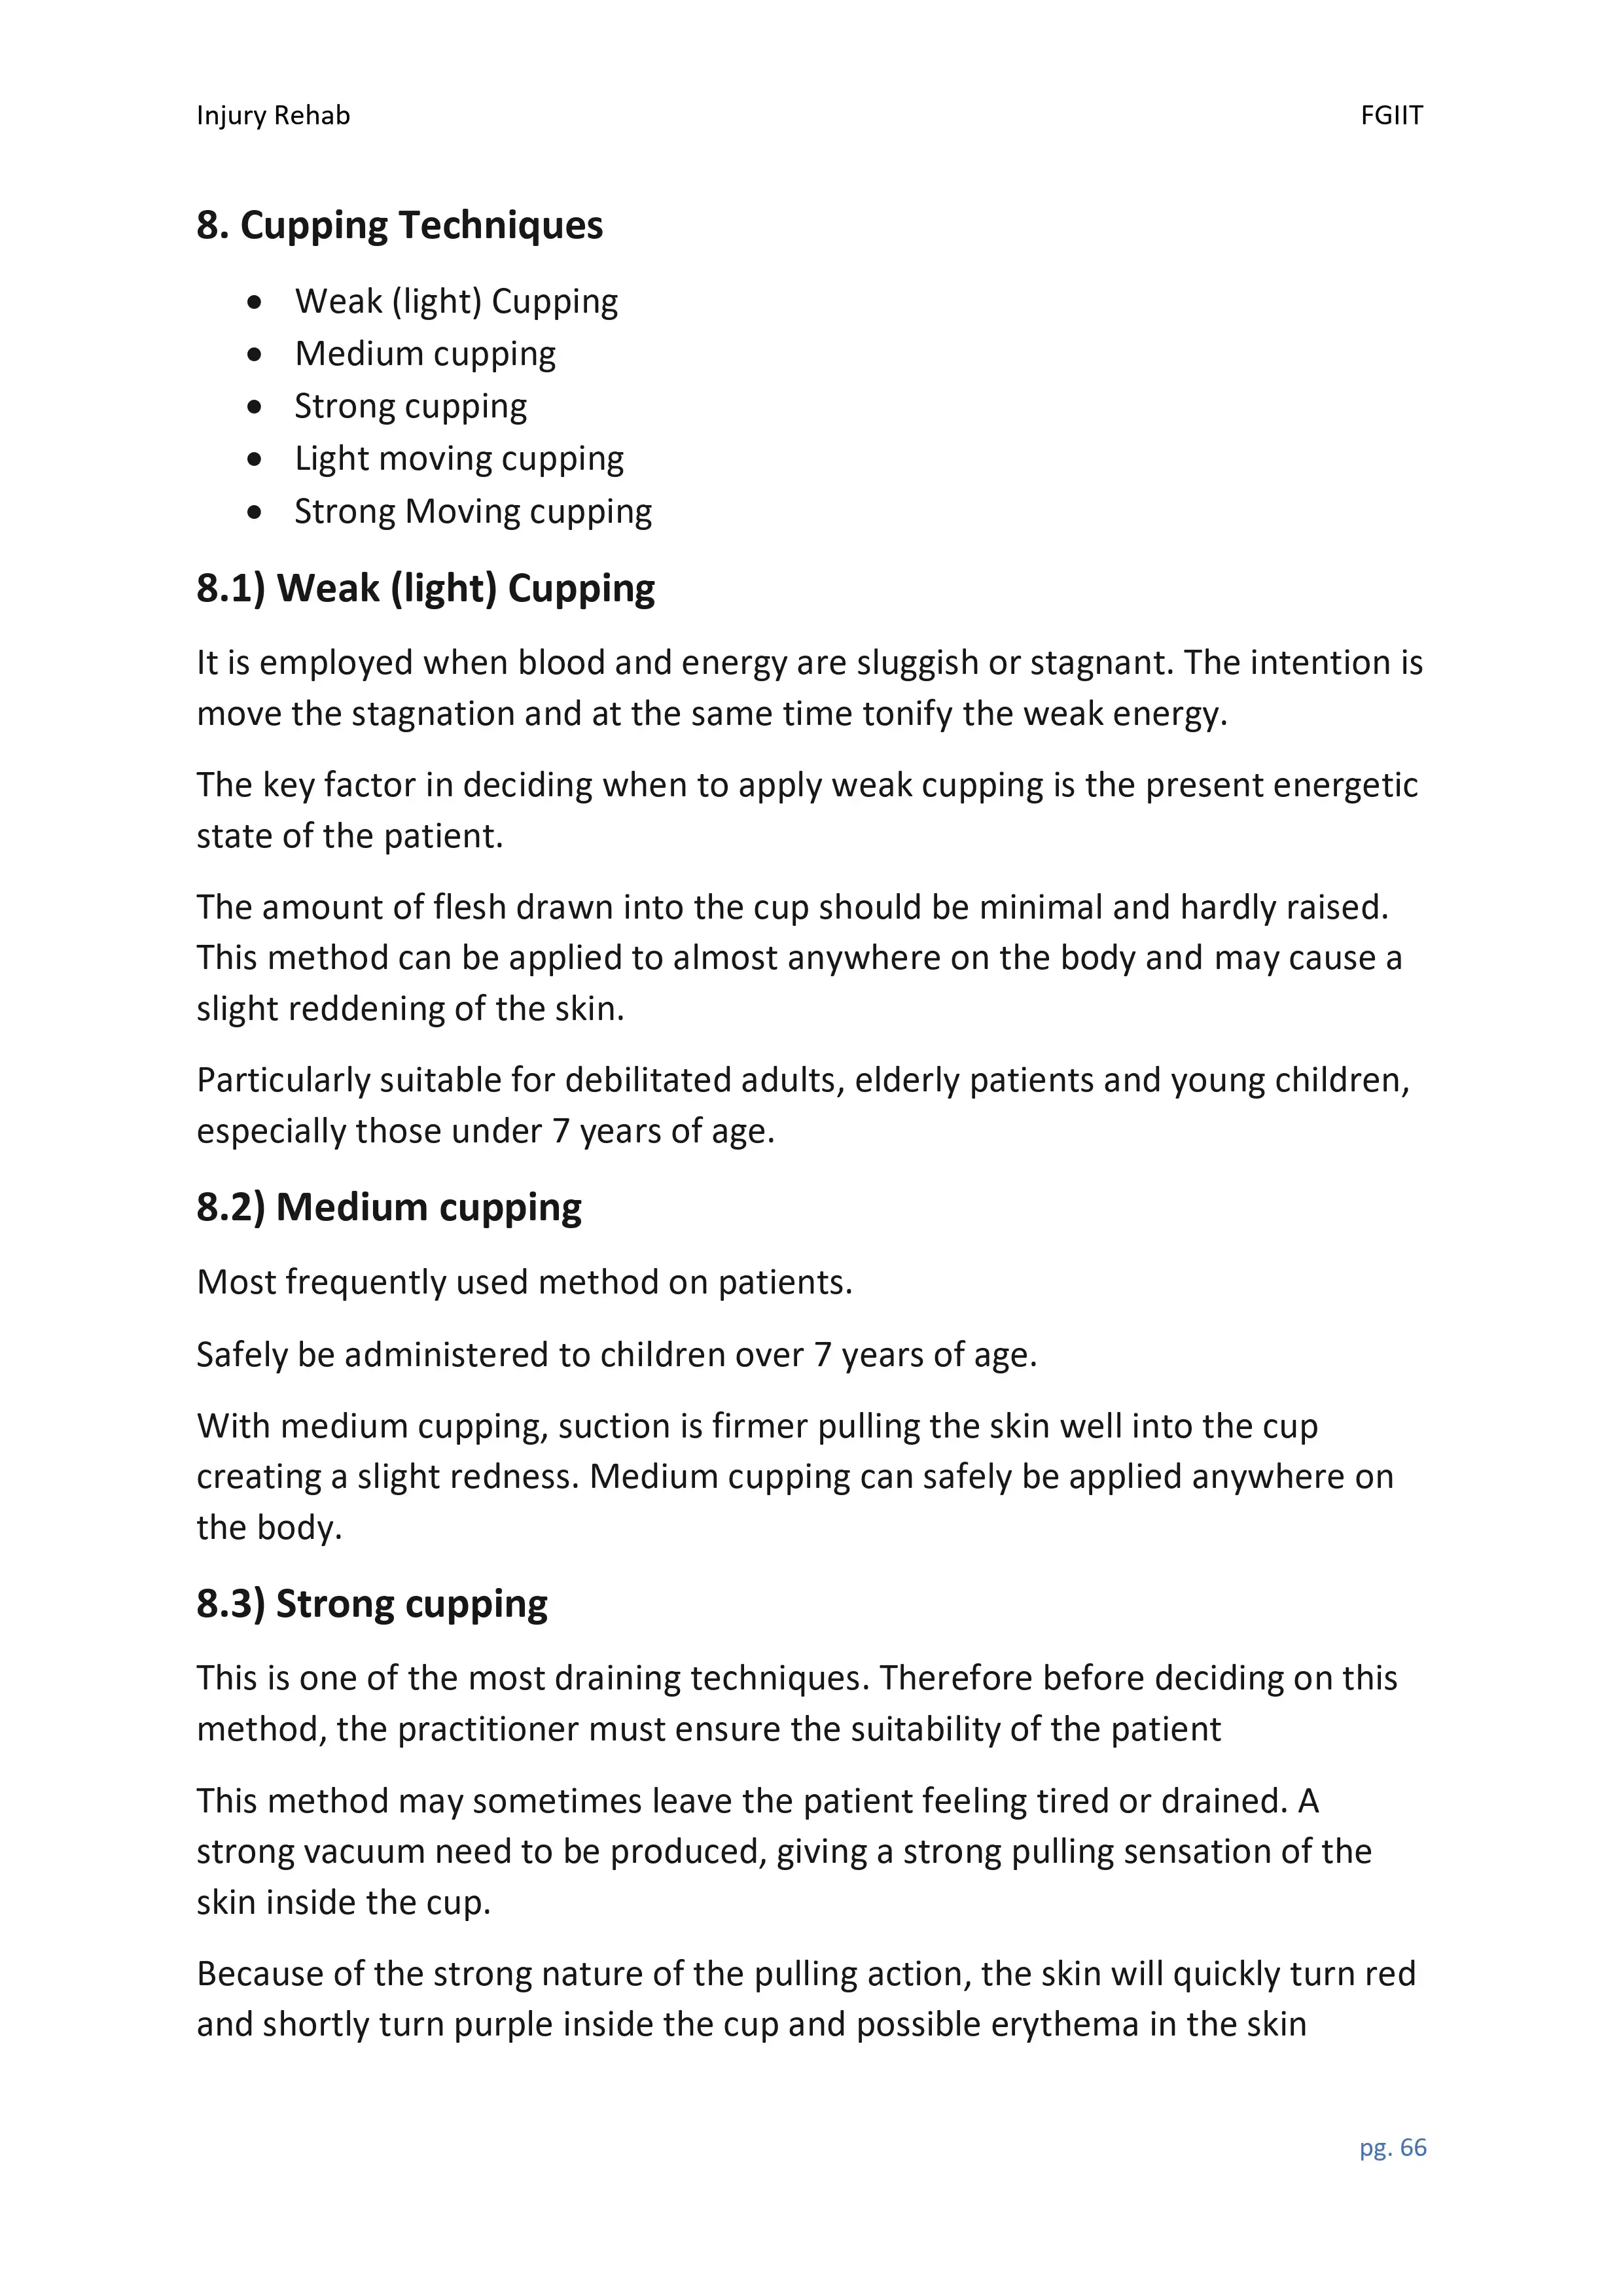 Injury Rehab FGIIT
8. Cupping Techniques
• Weak (light) Cupping
• Medium cupping
• Strong cupping
• Light moving cupping
• Strong Moving cupping
8.1) Weak (light) Cupping
It is employed when blood and energy are sluggish or stagnant. The intention is
move the stagnation and at the same time tonify the weak energy.
The key factor in deciding when to apply weak cupping is the present energetic
state of the patient.
The amount of flesh drawn into the cup should be minimal and hardly raised.
This method can be applied to almost anywhere on the body and may cause a
slight reddening of the skin.
Particularly suitable for debilitated adults, elderly patients and young children,
especially those under 7 years of age.
8.2) Medium cupping
Most frequently used method on patients.
Safely be administered to children over 7 years of age.
With medium cupping, suction is firmer pulling the skin well into the cup
creating a slight redness. Medium cupping can safely be applied anywhere on
the body.
8.3) Strong cupping
This is one of the most draining techniques. Therefore before deciding on this
method, the practitioner must ensure the suitability of the patient
This method may sometimes leave the patient feeling tired or drained. A
strong vacuum need to be produced, giving a strong pulling sensation of the
skin inside the cup.
Because of the strong nature of the pulling action, the skin will quickly turn red
and shortly turn purple inside the cup and possible erythema in the skin
pg. 66